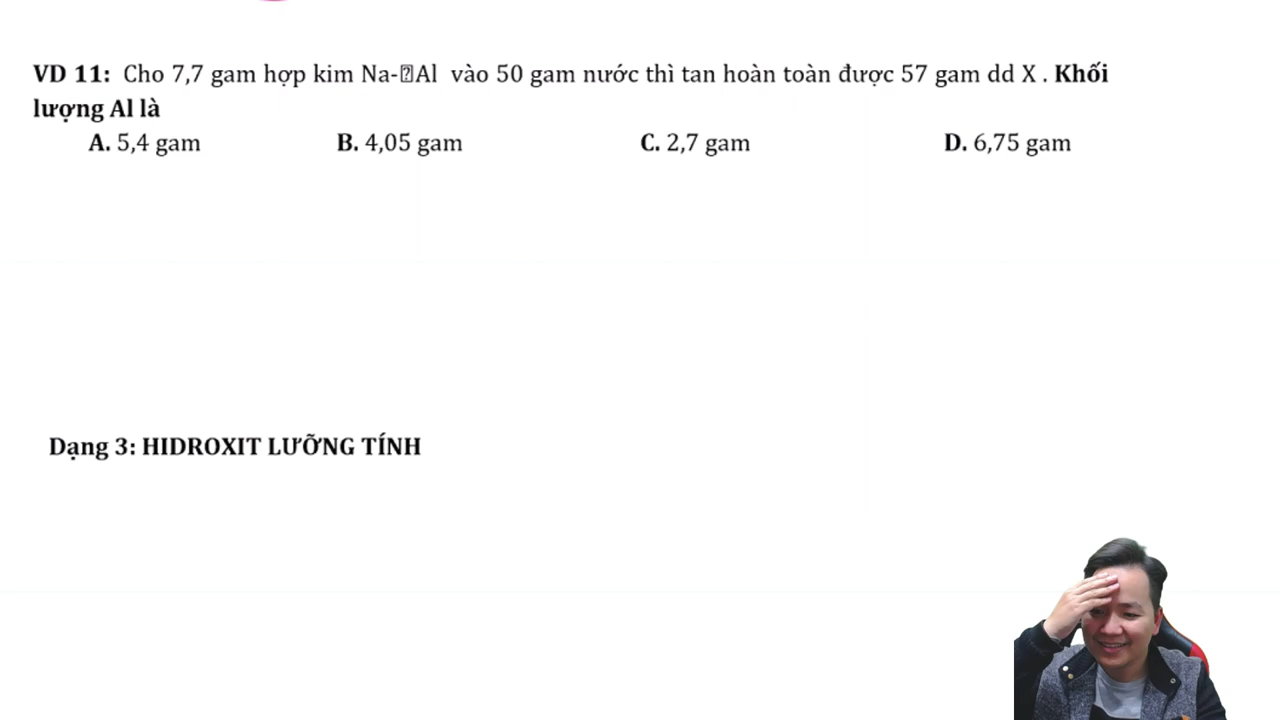 VD 11: Cho 7,7 gam hợp kim Na-⍰Al vào 50 gam nước thì tan hoàn toàn được 57 gam dd X . Khối
lượng Al là
A. 5,4 gam B. 4,05 gam C. 2,7 gam D. 6,75 gam
Dạng 3: HIDROXIT LƯỠNG TÍNH